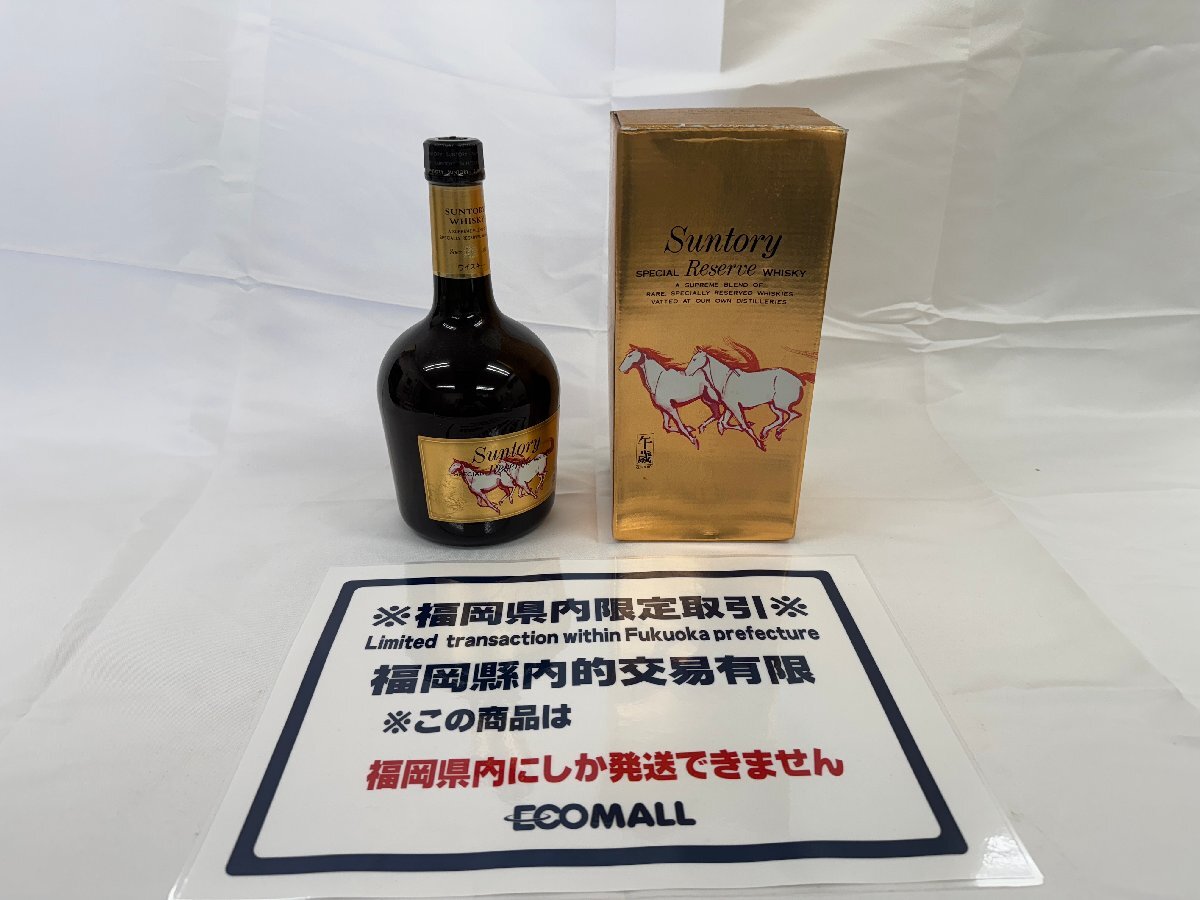 SUNTORY
WHISKY
ウイスキー
Suntory
SPECIAL Reserve
Suntory
SPECIAL Reserve WHISKY
A SUPREME BLEND OF
RARE, SPECIALLY RESERVED WHISKIES
VATTED AT OUR OWN DISTILLERIES
午歳
※福岡県内限定取引※
Limited transaction within Fukuoka prefecture
福岡縣内的交易有限
※この商品は
福岡県内にしか発送できません
ECOMALL